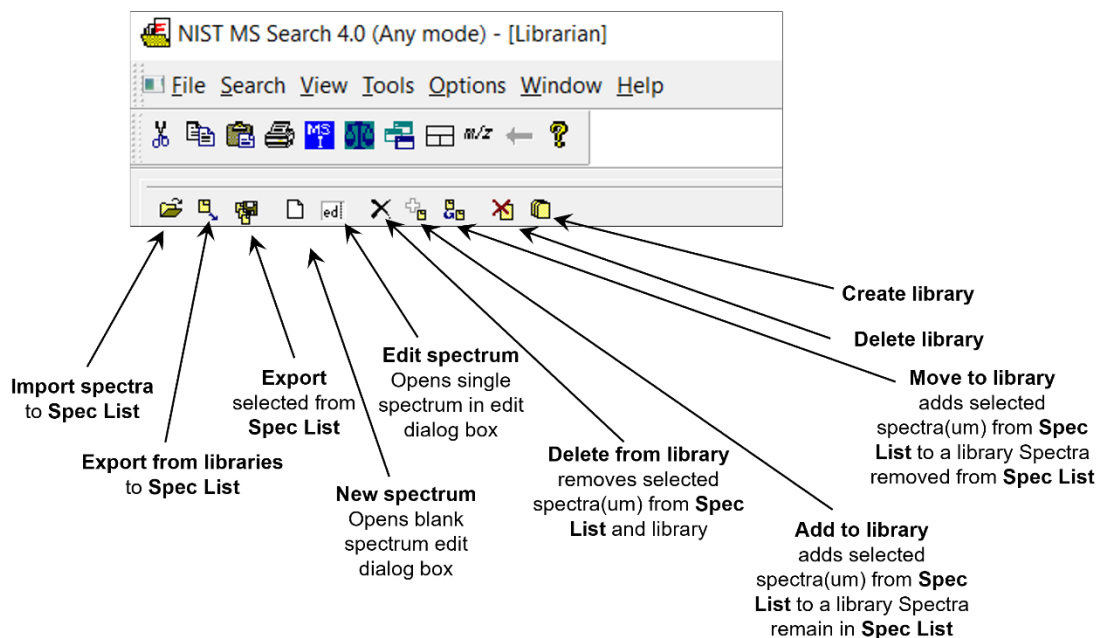 NIST MS Search 4.0 (Any mode) - [Librarian]
File Search View Tools Options Window Help
MS
I
m/z
?
ed
Create library
Delete library
Import spectra
to Spec List
Export
selected from
Spec List
Edit spectrum
Opens single
spectrum in edit
dialog box
Move to library
adds selected
spectra(um) from Spec
List to a library Spectra
removed from Spec List
Export from libraries
to Spec List
New spectrum
Opens blank
spectrum edit
dialog box
Delete from library
removes selected
spectra(um) from Spec
List and library
Add to library
adds selected
spectra(um) from Spec
List to a library Spectra
remain in Spec List